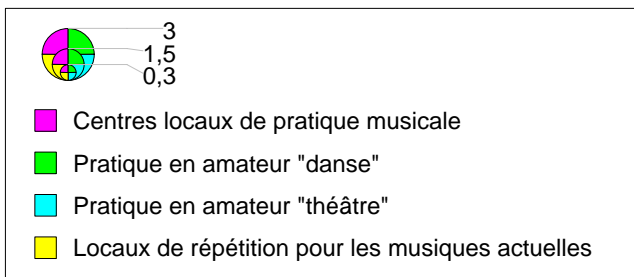 3
1,5
0,3
Centres locaux de pratique musicale
Pratique en amateur "danse"
Pratique en amateur "théâtre"
Locaux de répétition pour les musiques actuelles